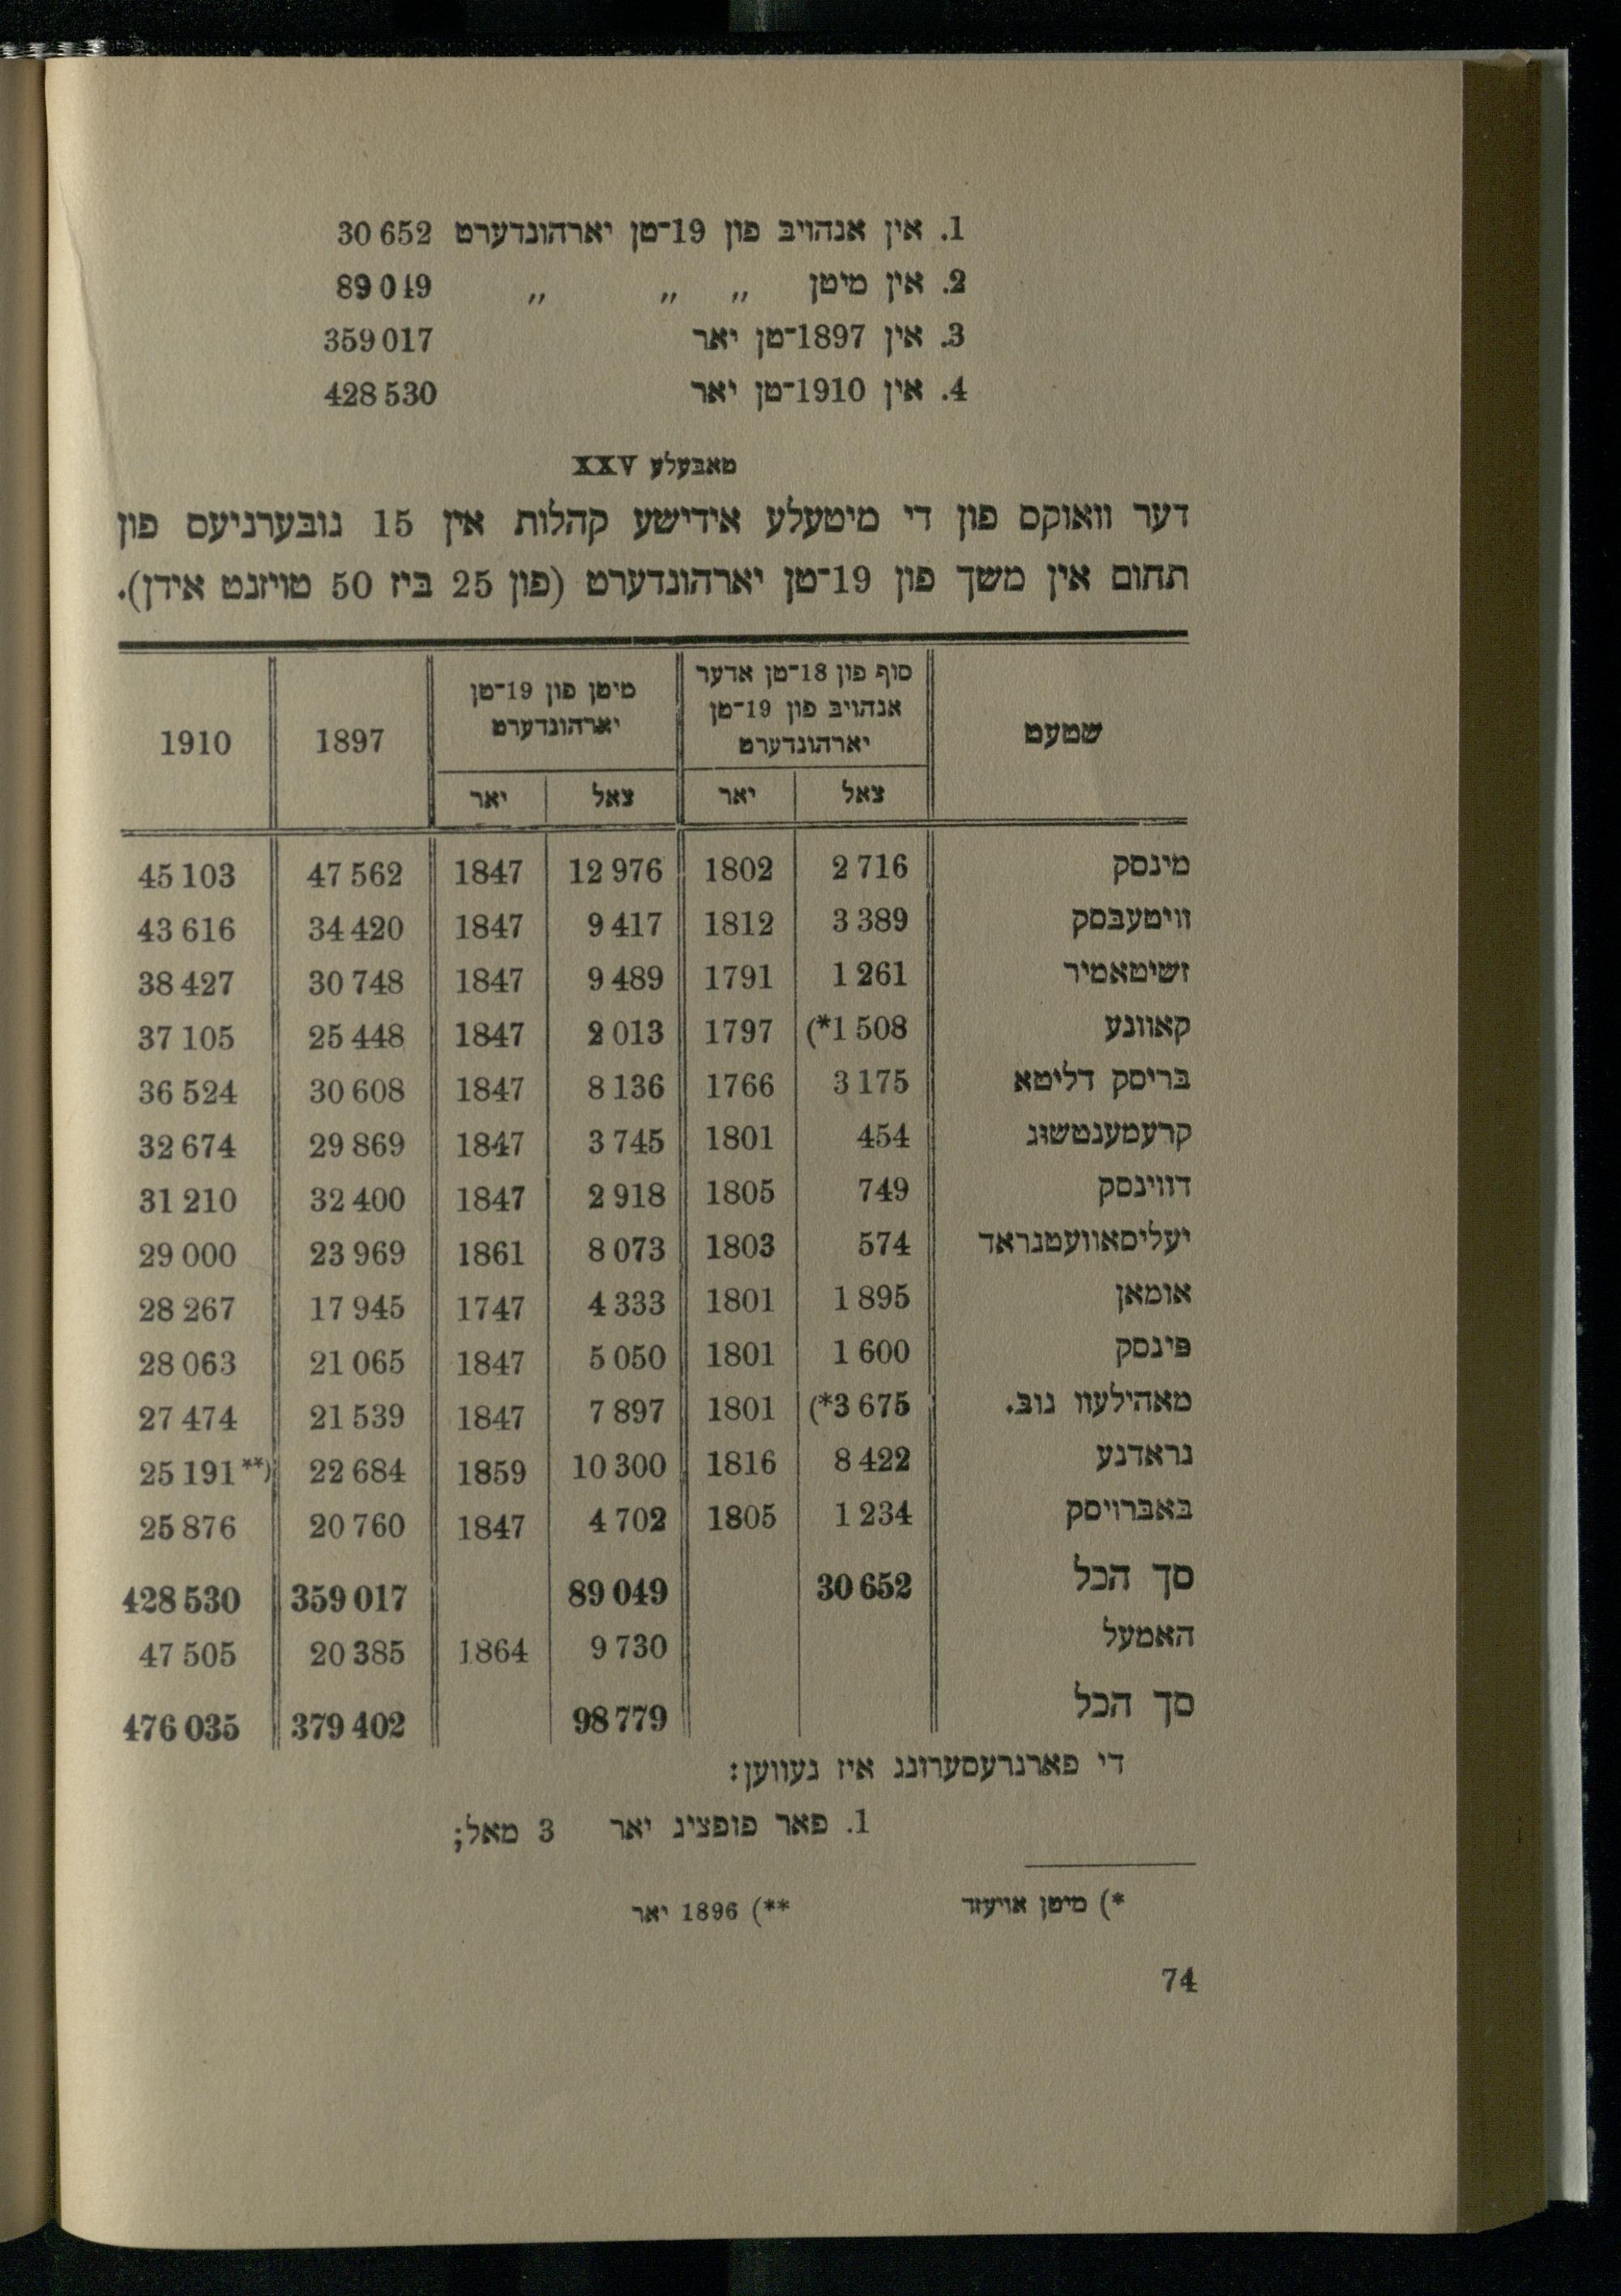 1. אין אנהויב פון 19־טן יארהונדערט 30 652
2. אין מיטן „ „ „ 89 049
3. אין 1897־טן יאר 359 017
4. אין 1910־טן יאר 428 530
טאבעלע XXV
דער וואוקס פון די מיטעלע אידישע קהלות אין 15 גובערניעס פון
תחום אין משך פון 19־טן יארהונדערט (פון 25 ביז 50 טויזנט אידן).
שטעט | סוף פון 18־טן אדער אנהויב פון 19־טן יארהונדערט | מיטן פון 19־טן יארהונדערט | 1897 | 1910
צאל | יאר | צאל | יאר
מינסק 2 716 1802 12 976 1847 47 562 45 103
וויטעבסק 3 389 1812 9 417 1847 34 420 43 616
זשיטאמיר 1 261 1791 9 489 1847 30 748 38 427
קאוונע 1 508*) 1797 2 013 1847 25 448 37 105
בריסק דליטא 3 175 1766 8 136 1847 30 608 36 524
קרעמענטשוג 454 1801 3 745 1847 29 869 32 674
דווינסק 749 1805 2 918 1847 32 400 31 210
יעליסאוועטגראד 574 1803 8 073 1861 23 969 29 000
אומאן 1 895 1801 4 333 1747 17 945 28 267
פינסק 1 600 1801 5 050 1847 21 065 28 063
מאהילעוו גוב. 3 675*) 1801 7 897 1847 21 539 27 474
גראדנע 8 422 1816 10 300 1859 22 684 25 191**)
באברויסק 1 234 1805 4 702 1847 20 760 25 876
סך הכל 30 652 89 049 359 017 428 530
האמעל 9 730 1864 20 385 47 505
סך הכל 98 779 379 402 476 035
די פארגרעסערונג איז געווען:
1. פאר פופציג יאר 3 מאל;
*) מיטן אויעזד **) 1896 יאר
74